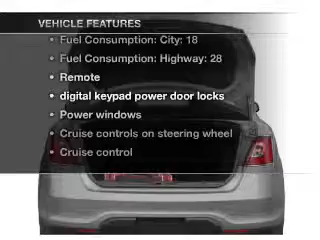 VEHICLE FEATURES
• Fuel Consumption: City: 18
• Fuel Consumption: Highway: 28
• Remote
• digital keypad power door locks
• Power windows
• Cruise controls on steering wheel
• Cruise control